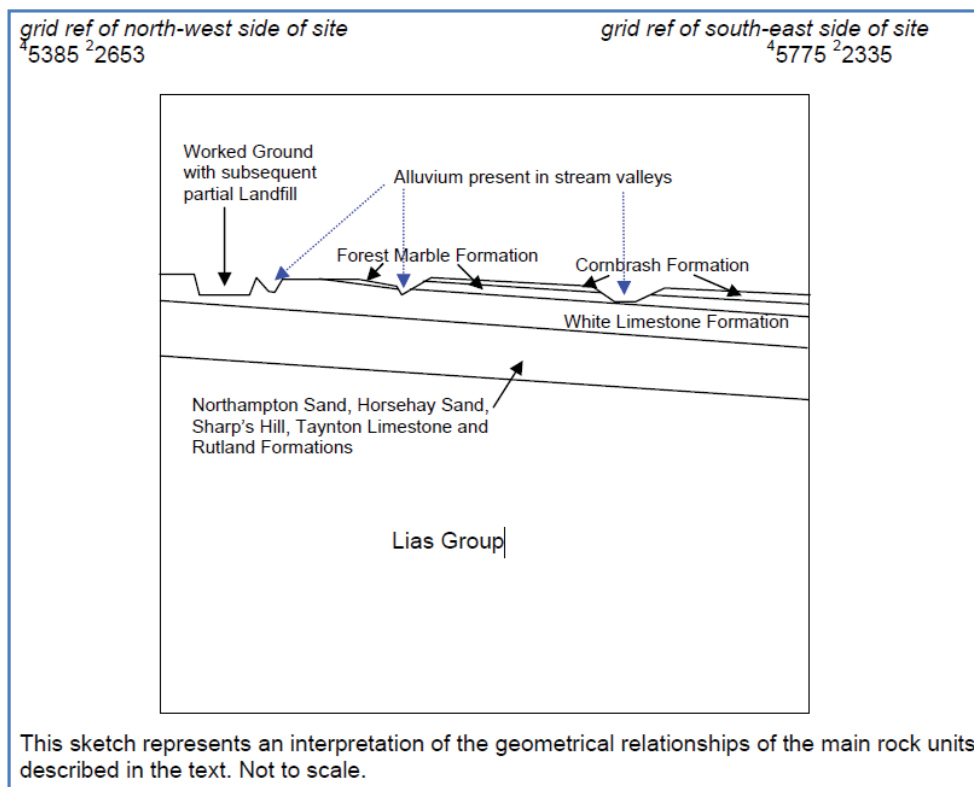 grid ref of north-west side of site
⁴5385 ²2653
grid ref of south-east side of site
⁴5775 ²2335
Worked Ground
with subsequent
partial Landfill
Alluvium present in stream valleys
Forest Marble Formation
Cornbrash Formation
White Limestone Formation
Northampton Sand, Horsehay Sand,
Sharp's Hill, Taynton Limestone and
Rutland Formations
Lias Group
This sketch represents an interpretation of the geometrical relationships of the main rock units
described in the text. Not to scale.